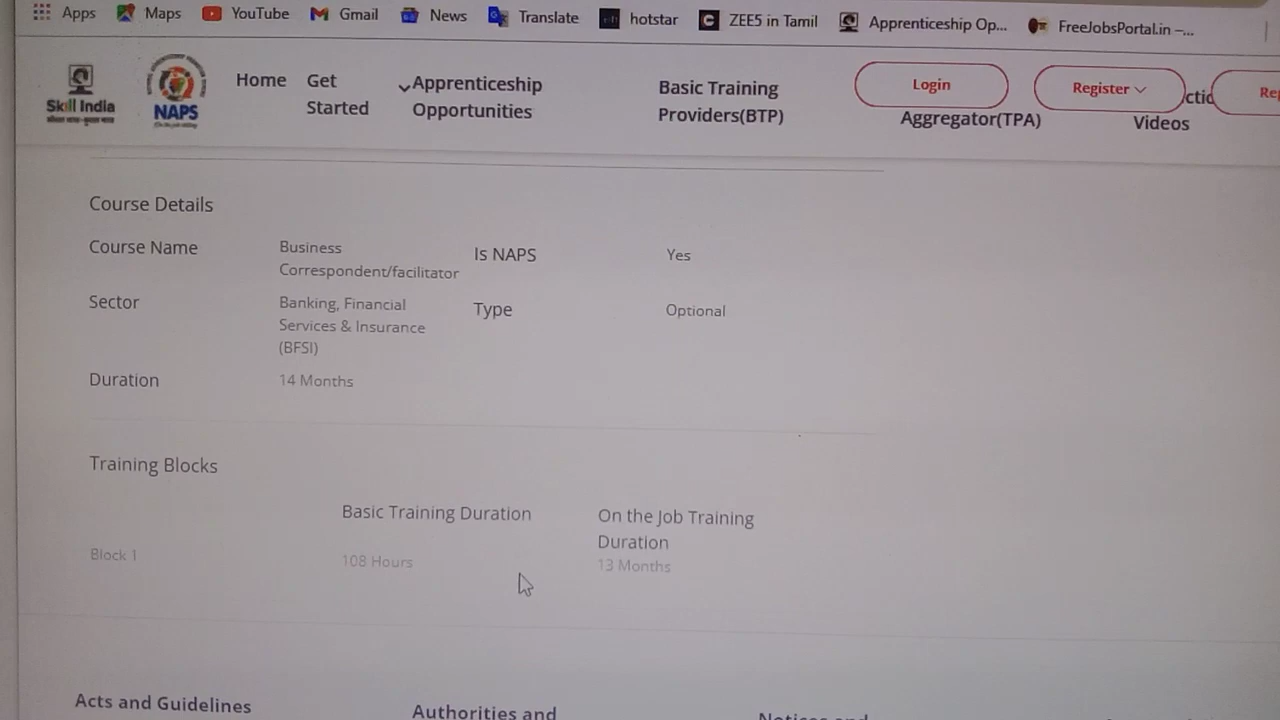 Apps Maps YouTube Gmail News Translate hotstar ZEE5 in Tamil Apprenticeship Op... FreeJobsPortal.in –...
Skill India
NAPS
Home
Get
Started
Apprenticeship
Opportunities
Basic Training
Providers(BTP)
Login
Aggregator(TPA)
Register
Videos
Course Details
Course Name
Business
Correspondent/facilitator
Is NAPS
Yes
Sector
Banking, Financial
Services & Insurance
(BFSI)
Type
Optional
Duration
14 Months
Training Blocks
Basic Training Duration
On the Job Training
Duration
Block 1
108 Hours
13 Months
Acts and Guidelines
Authorities and